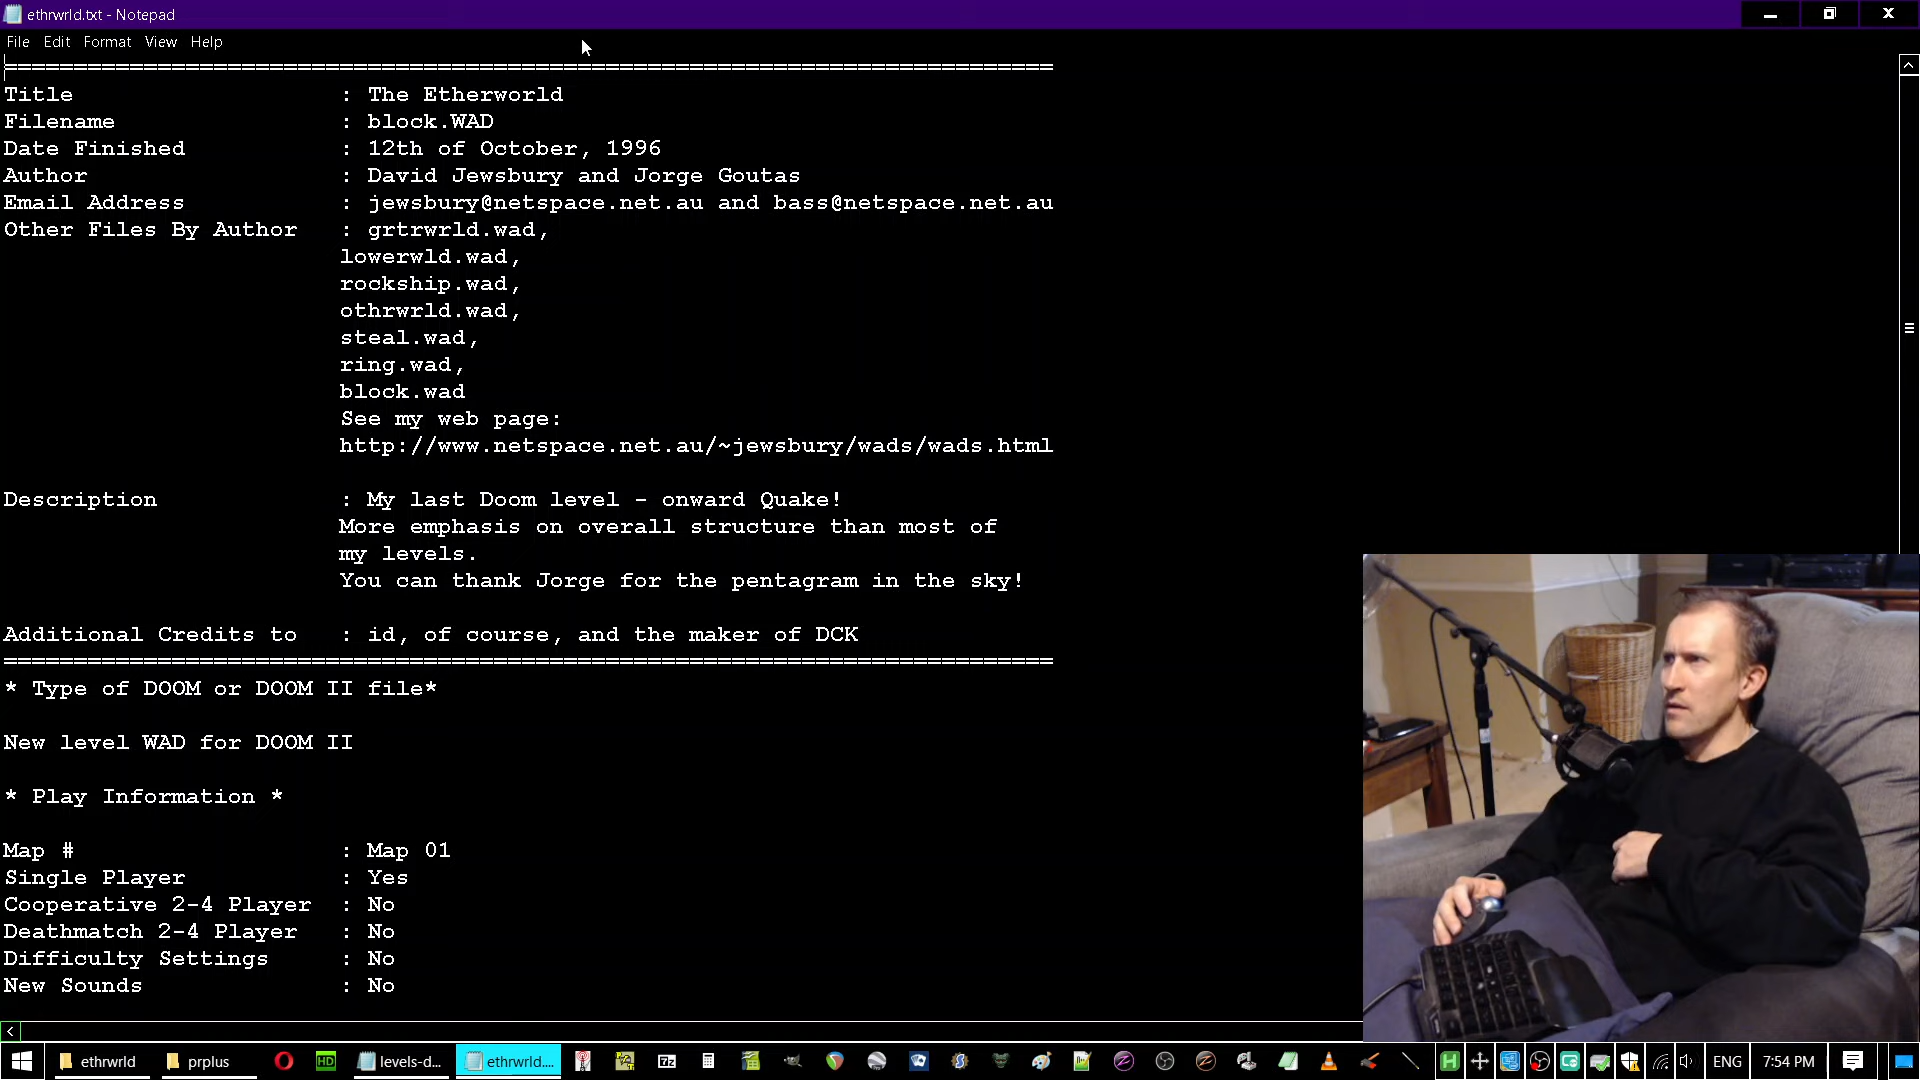 ethrwrld.txt - Notepad
File Edit Format View Help
===========================================================================
Title : The Etherworld
Filename : block.WAD
Date Finished : 12th of October, 1996
Author : David Jewsbury and Jorge Goutas
Email Address : jewsbury@netspace.net.au and bass@netspace.net.au
Other Files By Author : grtrwrld.wad,
lowerwld.wad,
rockship.wad,
othrwrld.wad,
steal.wad,
ring.wad,
block.wad
See my web page:
http://www.netspace.net.au/~jewsbury/wads/wads.html
Description : My last Doom level - onward Quake!
More emphasis on overall structure than most of
my levels.
You can thank Jorge for the pentagram in the sky!
Additional Credits to : id, of course, and the maker of DCK
===========================================================================
* Type of DOOM or DOOM II file*
New level WAD for DOOM II
* Play Information *
Map # : Map 01
Single Player : Yes
Cooperative 2-4 Player : No
Deathmatch 2-4 Player : No
Difficulty Settings : No
New Sounds : No
ethrwrld prplus HD levels-d... ethrwrld.... 7z H ENG 7:54 PM